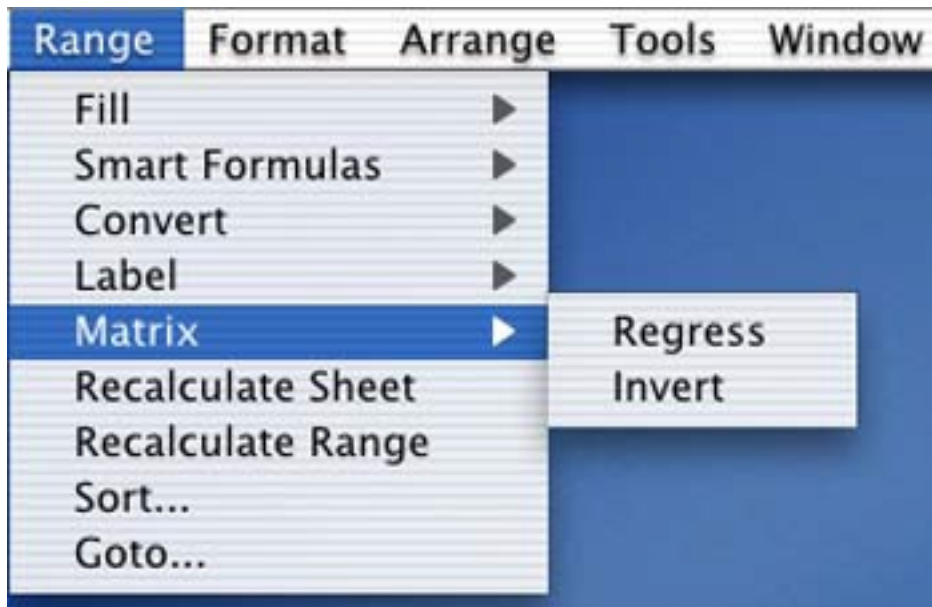 Range Format Arrange Tools Window
Fill
Smart Formulas
Convert
Label
Matrix
Regress
Recalculate Sheet
Invert
Recalculate Range
Sort...
Goto...